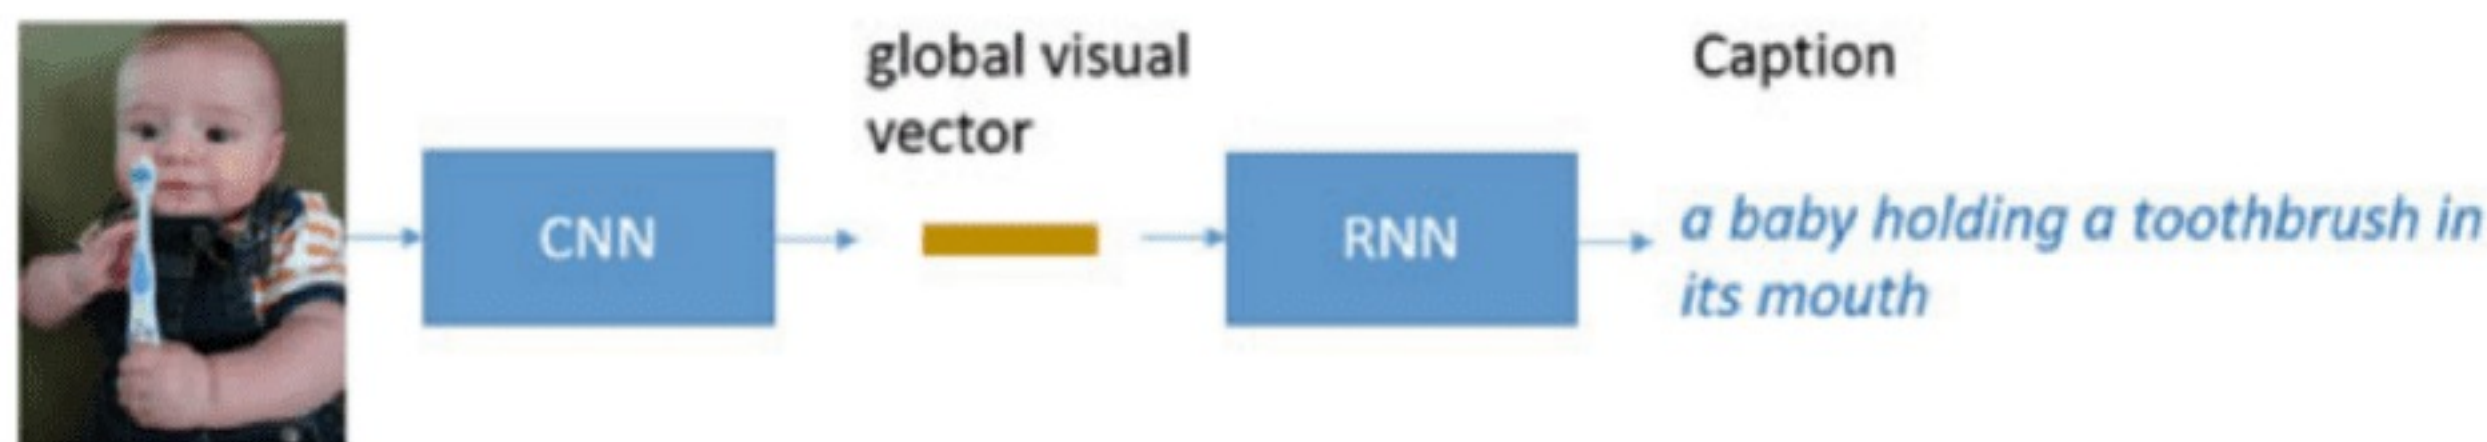 CNN
global visual
vector
RNN
Caption
a baby holding a toothbrush in
its mouth